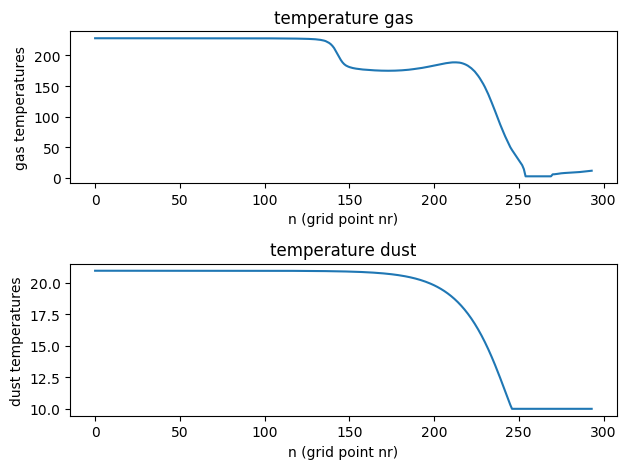 temperature gas
gas temperatures
200
150
100
50
0
0 50 100 150 200 250 300
n (grid point nr)
temperature dust
dust temperatures
20.0
17.5
15.0
12.5
10.0
0 50 100 150 200 250 300
n (grid point nr)